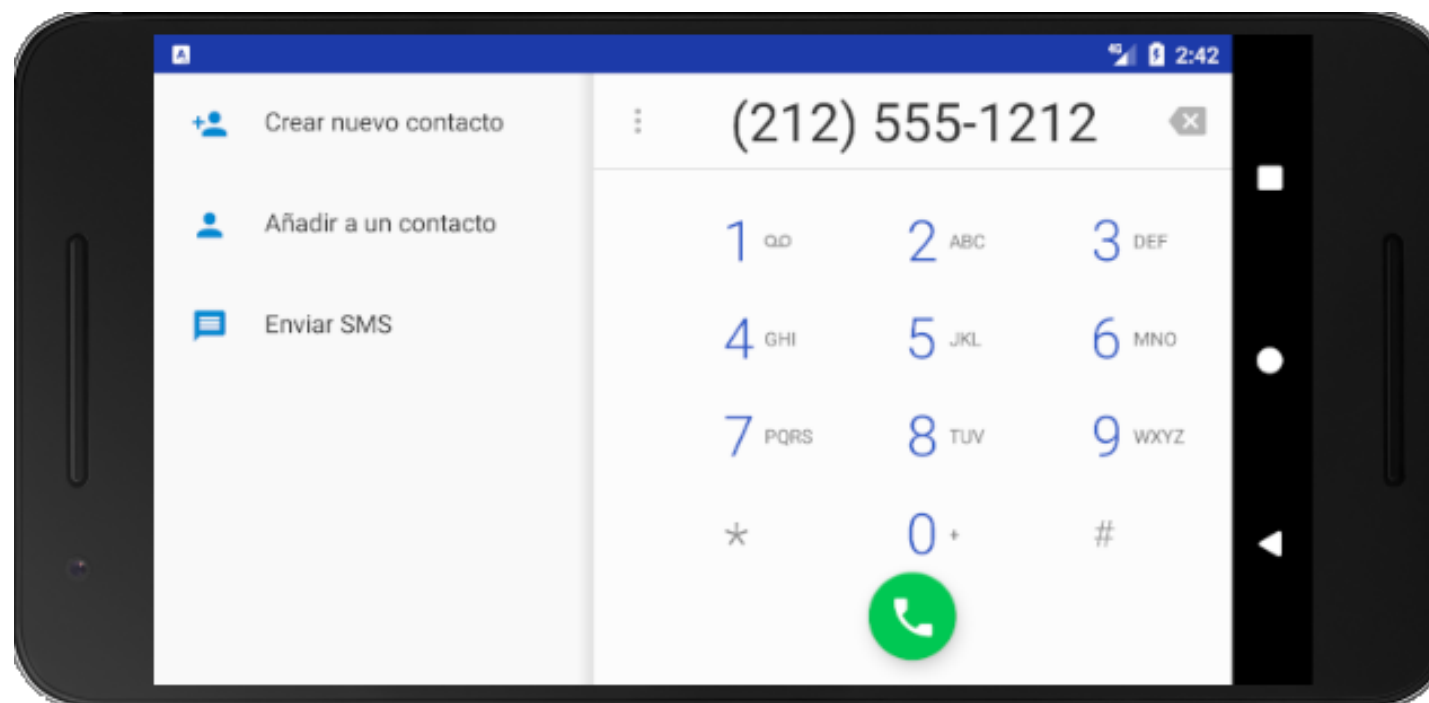 4G 2:42
Crear nuevo contacto
Añadir a un contacto
Enviar SMS
(212) 555-1212
1
2 ABC
3 DEF
4 GHI
5 JKL
6 MNO
7 PQRS
8 TUV
9 WXYZ
*
0 +
#